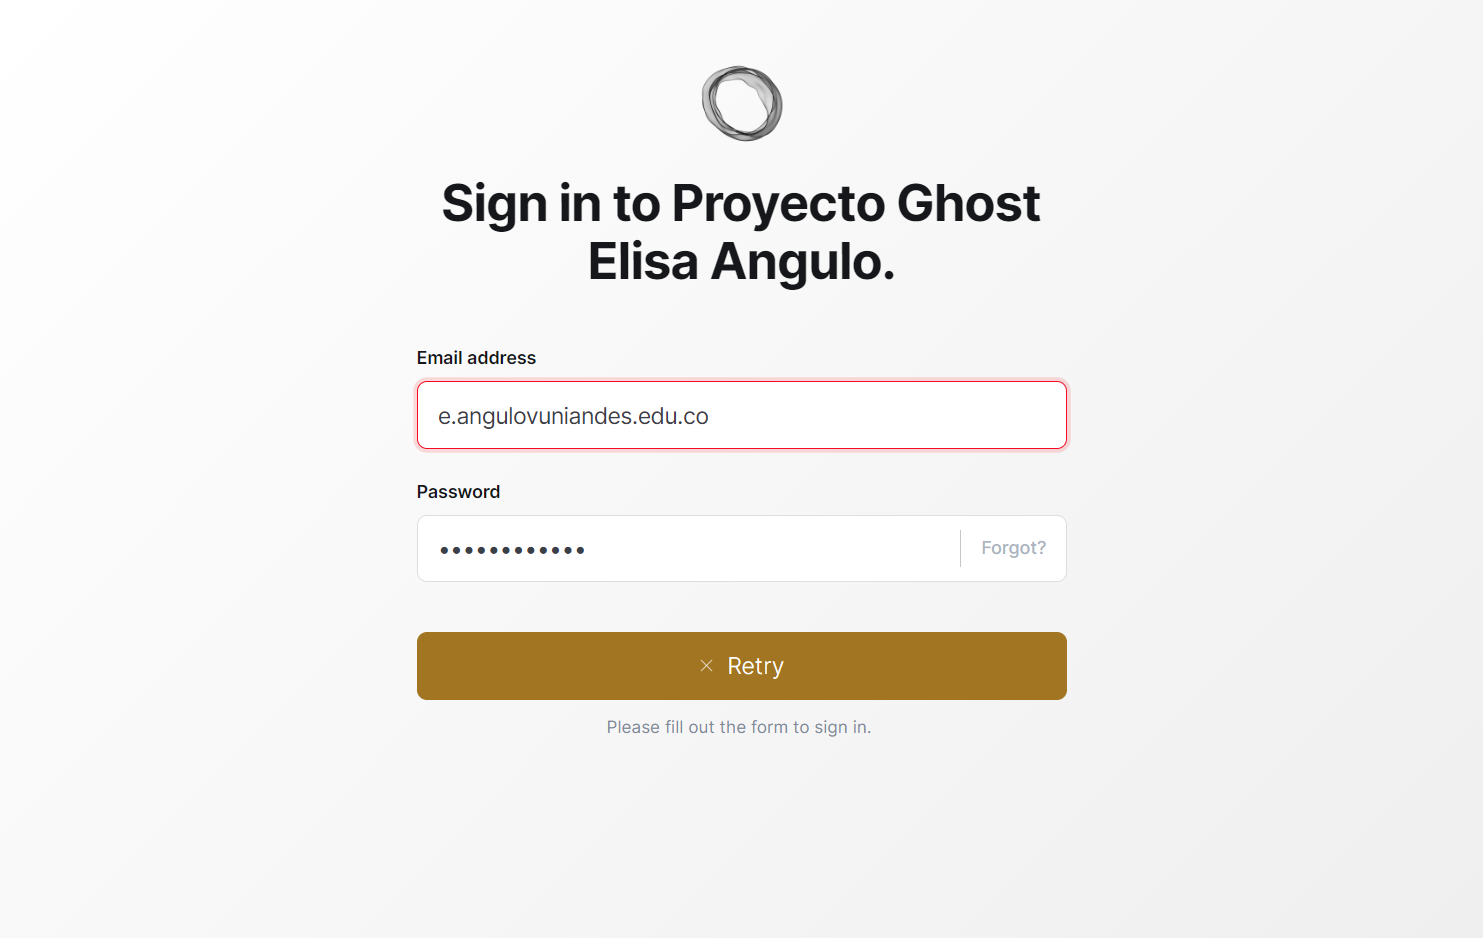 Sign in to Proyecto Ghost
Elisa Angulo.
Email address
e.angulovuniandes.edu.co
Password
••••••••••••
Forgot?
× Retry
Please fill out the form to sign in.